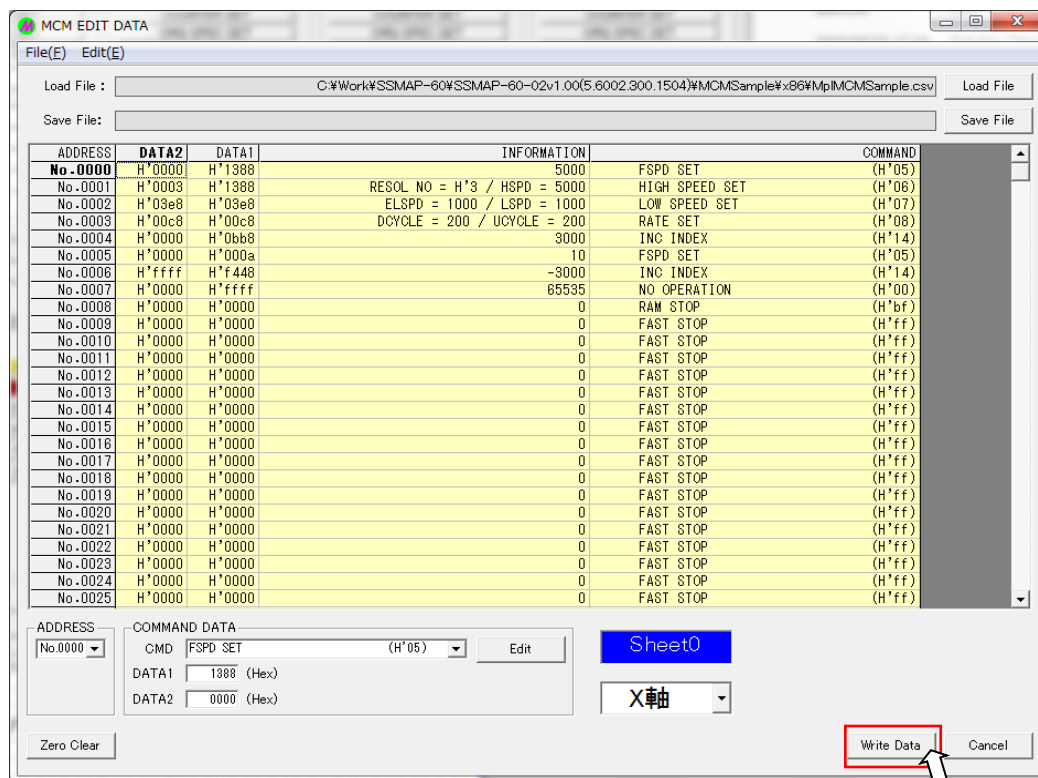 MCM EDIT DATA
File(F) Edit(E)
Load File : C:¥Work¥SSMAP-60¥SSMAP-60-02v1.00(5.6002.300.1504)¥MCMSample¥x86¥MplMCMSample.csv Load File
Save File: Save File
ADDRESS DATA2 DATA1 INFORMATION COMMAND
No.0000 H'0000 H'1388 5000 FSPD SET (H'05)
No.0001 H'0003 H'1388 RESOL NO = H'3 / HSPD = 5000 HIGH SPEED SET (H'06)
No.0002 H'03e8 H'03e8 ELSPD = 1000 / LSPD = 1000 LOW SPEED SET (H'07)
No.0003 H'00c8 H'00c8 DCYCLE = 200 / UCYCLE = 200 RATE SET (H'08)
No.0004 H'0000 H'0bb8 3000 INC INDEX (H'14)
No.0005 H'0000 H'000a 10 FSPD SET (H'05)
No.0006 H'ffff H'f448 -3000 INC INDEX (H'14)
No.0007 H'0000 H'ffff 65535 NO OPERATION (H'00)
No.0008 H'0000 H'0000 0 RAM STOP (H'bf)
No.0009 H'0000 H'0000 0 FAST STOP (H'ff)
No.0010 H'0000 H'0000 0 FAST STOP (H'ff)
No.0011 H'0000 H'0000 0 FAST STOP (H'ff)
No.0012 H'0000 H'0000 0 FAST STOP (H'ff)
No.0013 H'0000 H'0000 0 FAST STOP (H'ff)
No.0014 H'0000 H'0000 0 FAST STOP (H'ff)
No.0015 H'0000 H'0000 0 FAST STOP (H'ff)
No.0016 H'0000 H'0000 0 FAST STOP (H'ff)
No.0017 H'0000 H'0000 0 FAST STOP (H'ff)
No.0018 H'0000 H'0000 0 FAST STOP (H'ff)
No.0019 H'0000 H'0000 0 FAST STOP (H'ff)
No.0020 H'0000 H'0000 0 FAST STOP (H'ff)
No.0021 H'0000 H'0000 0 FAST STOP (H'ff)
No.0022 H'0000 H'0000 0 FAST STOP (H'ff)
No.0023 H'0000 H'0000 0 FAST STOP (H'ff)
No.0024 H'0000 H'0000 0 FAST STOP (H'ff)
No.0025 H'0000 H'0000 0 FAST STOP (H'ff)
ADDRESS COMMAND DATA
No.0000 CMD FSPD SET (H'05) Edit Sheet0
DATA1 1388 (Hex)
DATA2 0000 (Hex) X軸
Zero Clear Write Data Cancel